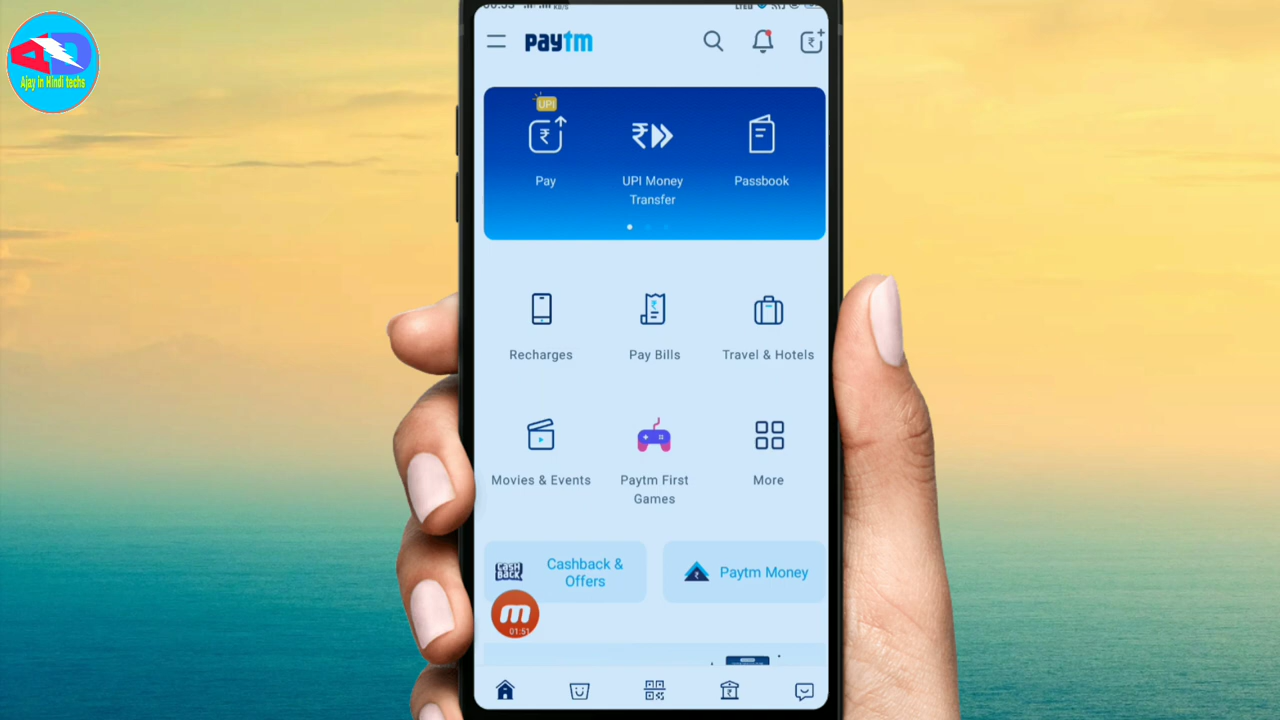 AD
Ajay in Hindi techs
paytm
UPI
Pay
UPI Money
Transfer
Passbook
Recharges
Pay Bills
Travel & Hotels
Movies & Events
Paytm First
Games
More
CASH
BACK
Cashback &
Offers
Paytm Money
m
01:51